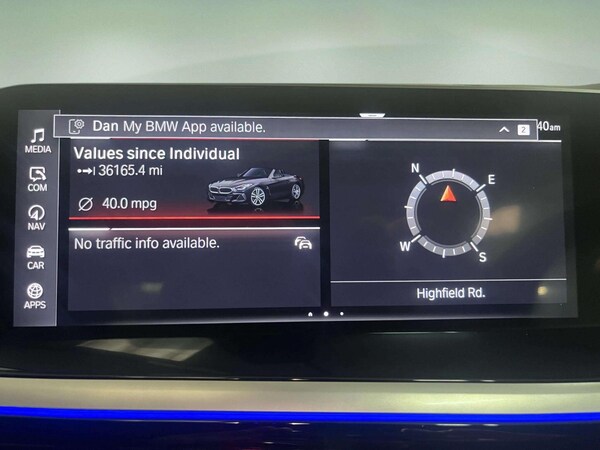 Dan My BMW App available.
2
40am
MEDIA
COM
NAV
CAR
APPS
Values since Individual
36165.4 mi
40.0 mpg
No traffic info available.
N
E
W
S
Highfield Rd.